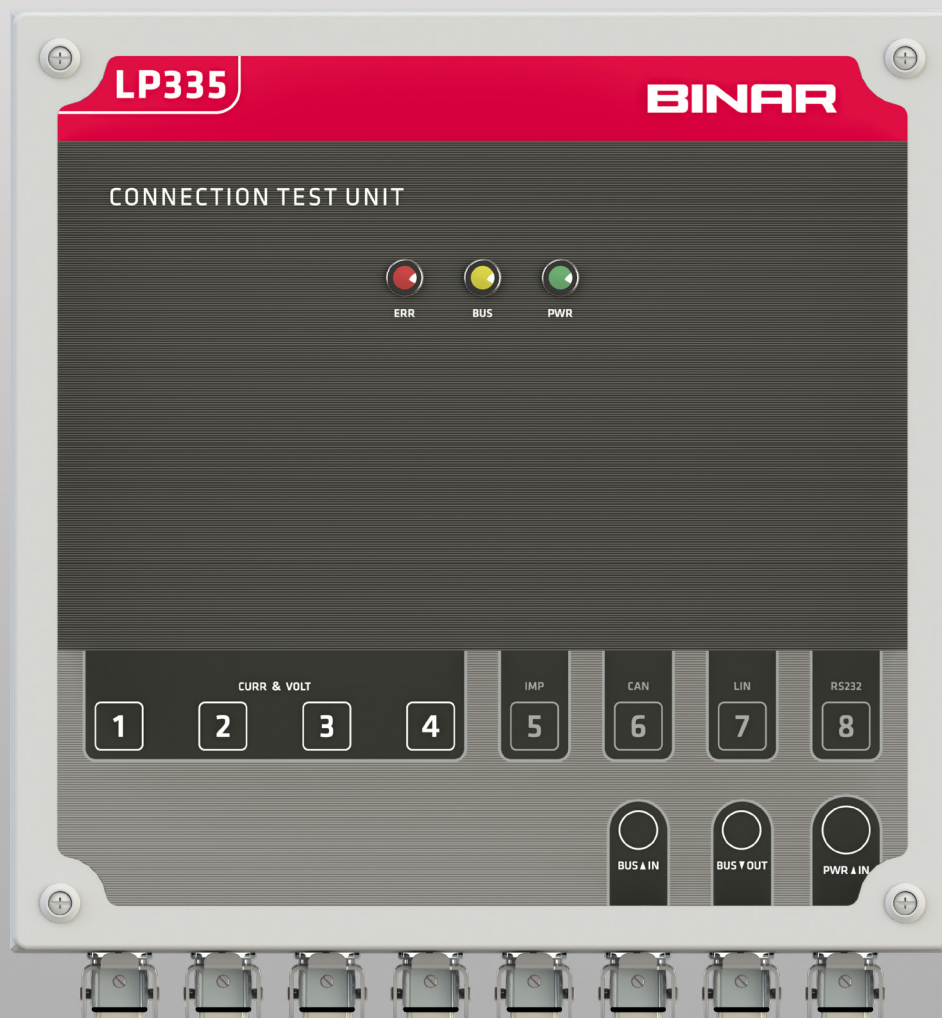 LP335
BINAR
CONNECTION TEST UNIT
ERR BUS PWR
CURR & VOLT IMP CAN LIN RS232
1 2 3 4 5 6 7 8
BUS▲IN BUS▼OUT PWR▲IN